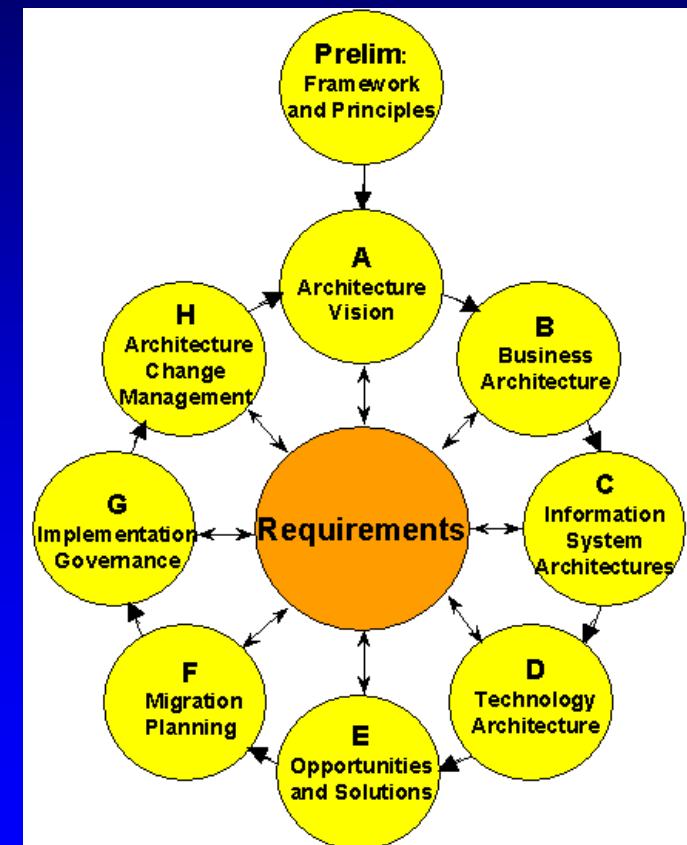 Prelim:
Framework
and Principles
A
Architecture
Vision
B
Business
Architecture
C
Information
System
Architectures
D
Technology
Architecture
E
Opportunities
and Solutions
F
Migration
Planning
G
Implementation
Governance
H
Architecture
Change
Management
Requirements